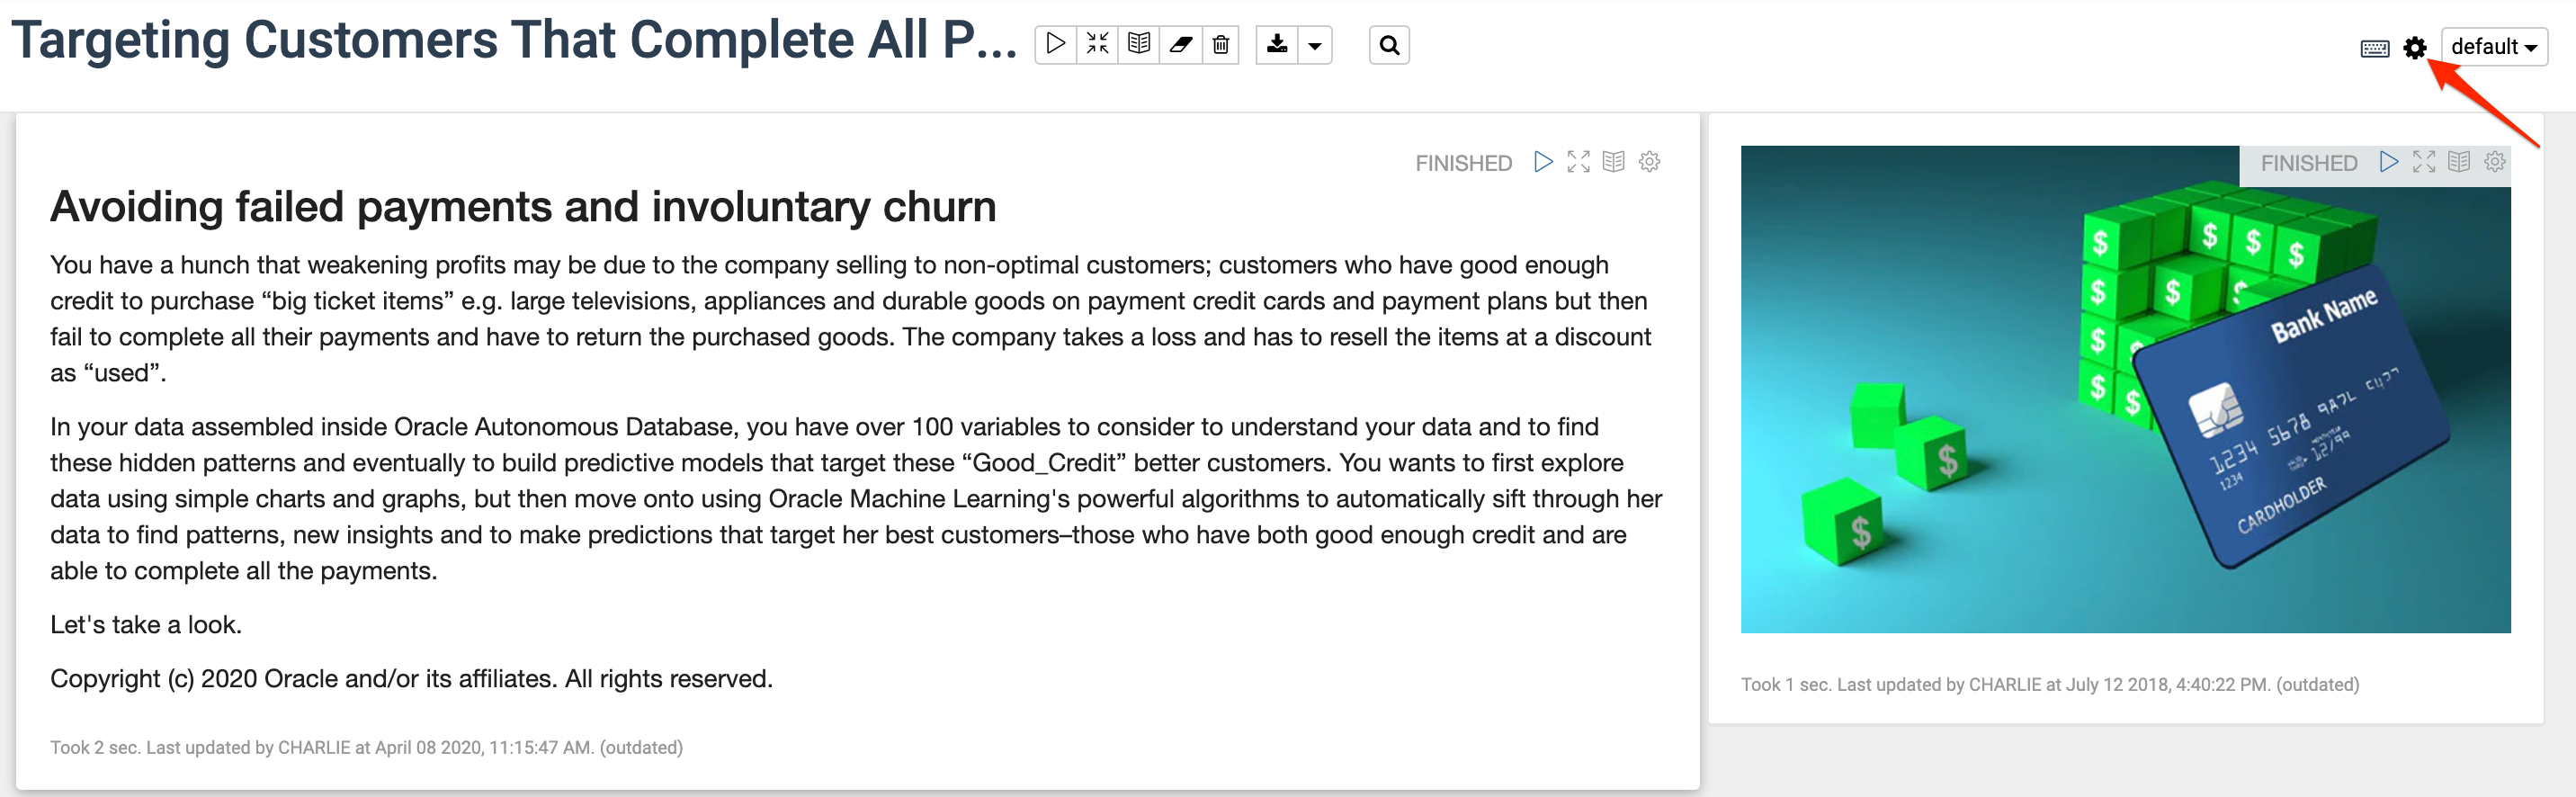 Targeting Customers That Complete All P...
default
FINISHED
Avoiding failed payments and involuntary churn
You have a hunch that weakening profits may be due to the company selling to non-optimal customers; customers who have good enough
credit to purchase “big ticket items” e.g. large televisions, appliances and durable goods on payment credit cards and payment plans but then
fail to complete all their payments and have to return the purchased goods. The company takes a loss and has to resell the items at a discount
as “used”.
In your data assembled inside Oracle Autonomous Database, you have over 100 variables to consider to understand your data and to find
these hidden patterns and eventually to build predictive models that target these “Good_Credit” better customers. You wants to first explore
data using simple charts and graphs, but then move onto using Oracle Machine Learning's powerful algorithms to automatically sift through her
data to find patterns, new insights and to make predictions that target her best customers–those who have both good enough credit and are
able to complete all the payments.
Let's take a look.
Copyright (c) 2020 Oracle and/or its affiliates. All rights reserved.
Took 2 sec. Last updated by CHARLIE at April 08 2020, 11:15:47 AM. (outdated)
FINISHED
$ $ $ $
$ $ $
$ $
$ $
$
$
Bank Name
1234 5678
1234
12/99
CARDHOLDER
Took 1 sec. Last updated by CHARLIE at July 12 2018, 4:40:22 PM. (outdated)